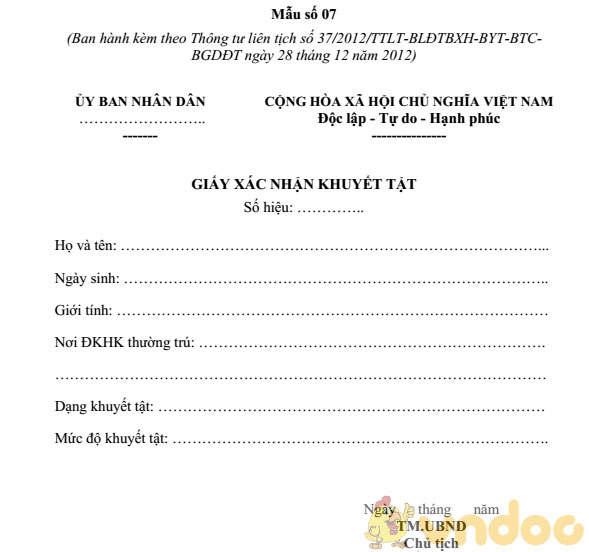 Mẫu số 07
(Ban hành kèm theo Thông tư liên tịch số 37/2012/TTLT-BLĐTBXH-BYT-BTC-
BGDĐT ngày 28 tháng 12 năm 2012)
ỦY BAN NHÂN DÂN
……………………..
-------
CỘNG HÒA XÃ HỘI CHỦ NGHĨA VIỆT NAM
Độc lập - Tự do - Hạnh phúc
---------------
GIẤY XÁC NHẬN KHUYẾT TẬT
Số hiệu: …………..
Họ và tên: …………………………………………………………………………...
Ngày sinh: …………………………………………………………………………..
Giới tính: ……………………………………………………………………………
Nơi ĐKHK thường trú: ……………………………………………………………
………………………………………………………………………………………
Dạng khuyết tật: ……………………………………………………………………
Mức độ khuyết tật: ………………………………………………………………….
Ngày tháng năm
TM.UBND
Chủ tịch
vndoc